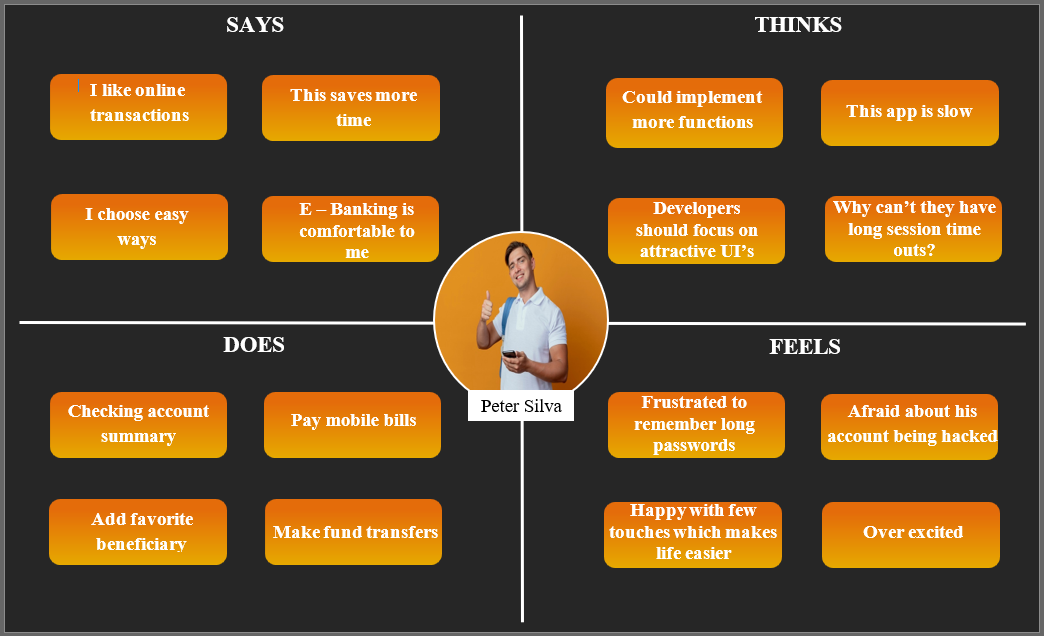 SAYS
I like online
transactions
This saves more
time
I choose easy
ways
E – Banking is
comfortable to
me
THINKS
Could implement
more functions
This app is slow
Developers
should focus on
attractive UI’s
Why can’t they have
long session time
outs?
Peter Silva
DOES
Checking account
summary
Pay mobile bills
Add favorite
beneficiary
Make fund transfers
FEELS
Frustrated to
remember long
passwords
Afraid about his
account being hacked
Happy with few
touches which makes
life easier
Over excited